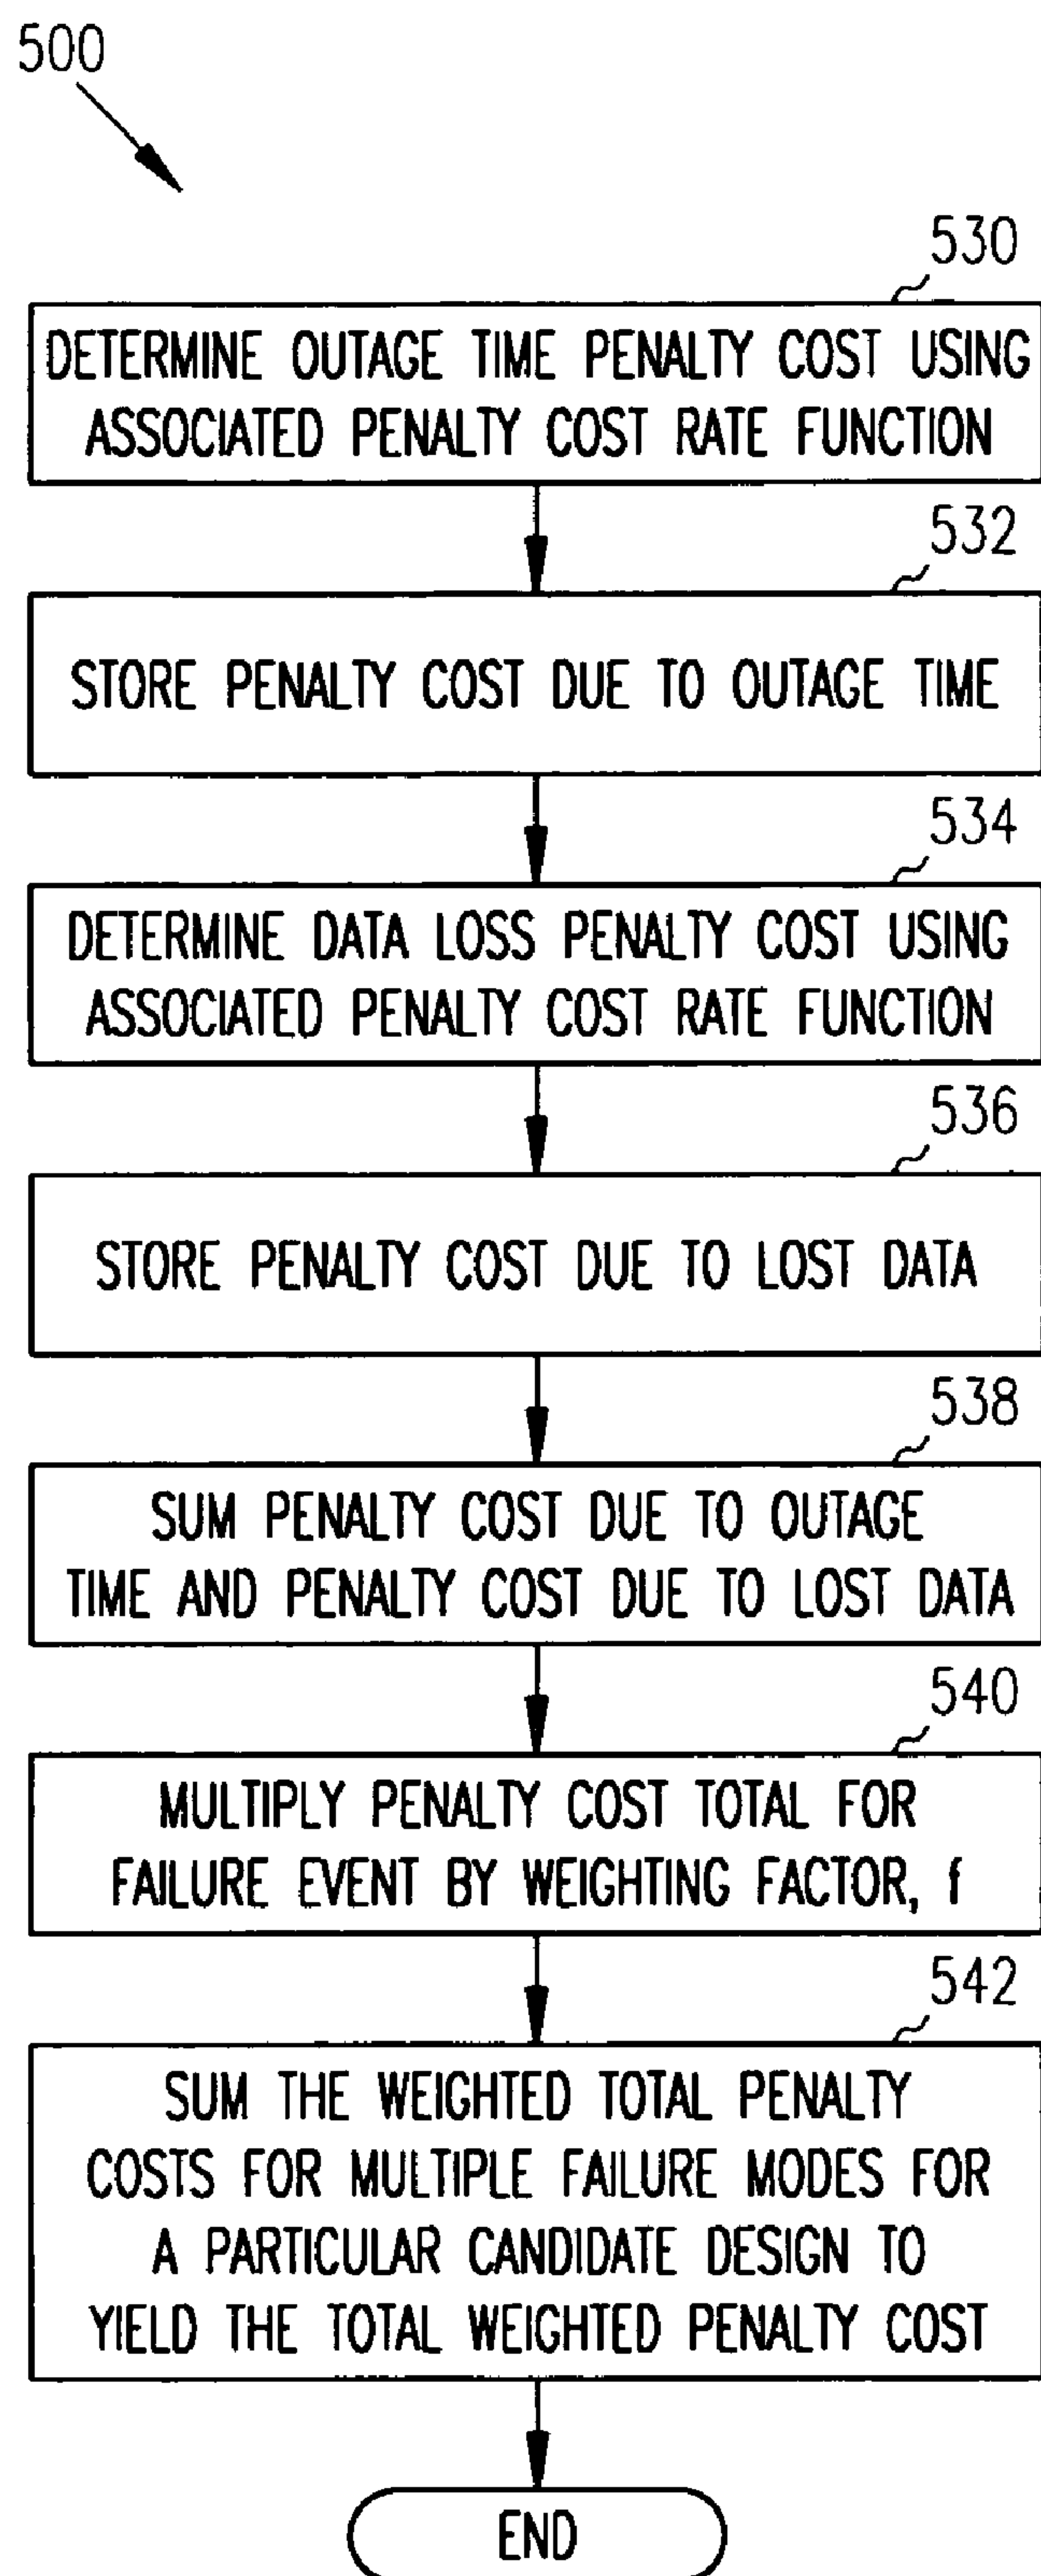 500
530
DETERMINE OUTAGE TIME PENALTY COST USING
ASSOCIATED PENALTY COST RATE FUNCTION
532
STORE PENALTY COST DUE TO OUTAGE TIME
534
DETERMINE DATA LOSS PENALTY COST USING
ASSOCIATED PENALTY COST RATE FUNCTION
536
STORE PENALTY COST DUE TO LOST DATA
538
SUM PENALTY COST DUE TO OUTAGE
TIME AND PENALTY COST DUE TO LOST DATA
540
MULTIPLY PENALTY COST TOTAL FOR
FAILURE EVENT BY WEIGHTING FACTOR, f
542
SUM THE WEIGHTED TOTAL PENALTY
COSTS FOR MULTIPLE FAILURE MODES FOR
A PARTICULAR CANDIDATE DESIGN TO
YIELD THE TOTAL WEIGHTED PENALTY COST
END